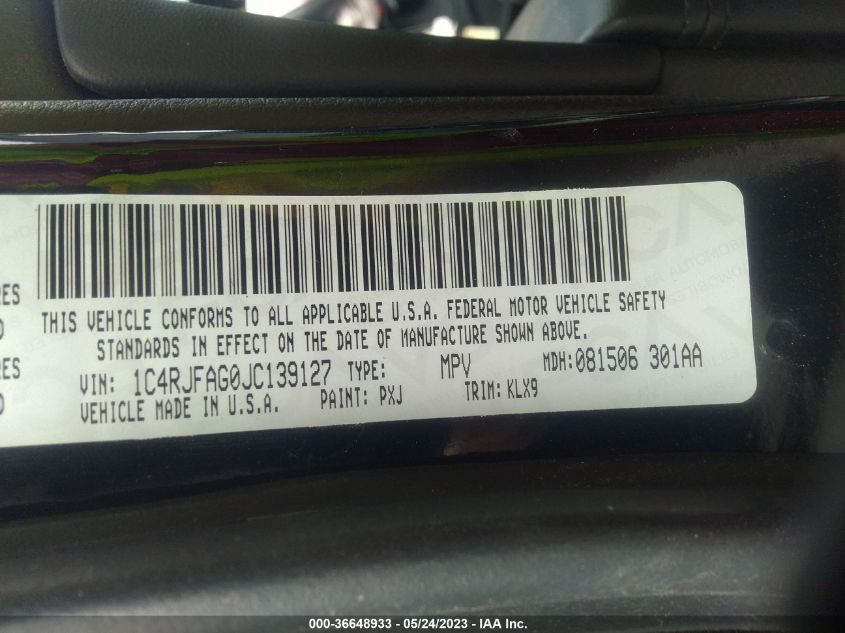 RES
THIS VEHICLE CONFORMS TO ALL APPLICABLE U.S.A. FEDERAL MOTOR VEHICLE SAFETY
D
STANDARDS IN EFFECT ON THE DATE OF MANUFACTURE SHOWN ABOVE.
RES
VIN: 1C4RJFAG0JC139127 TYPE: MPV MDH:081506 301AA
D
VEHICLE MADE IN U.S.A. PAINT: PXJ TRIM: KLX9
000-36648933 - 05/24/2023 - IAA Inc.